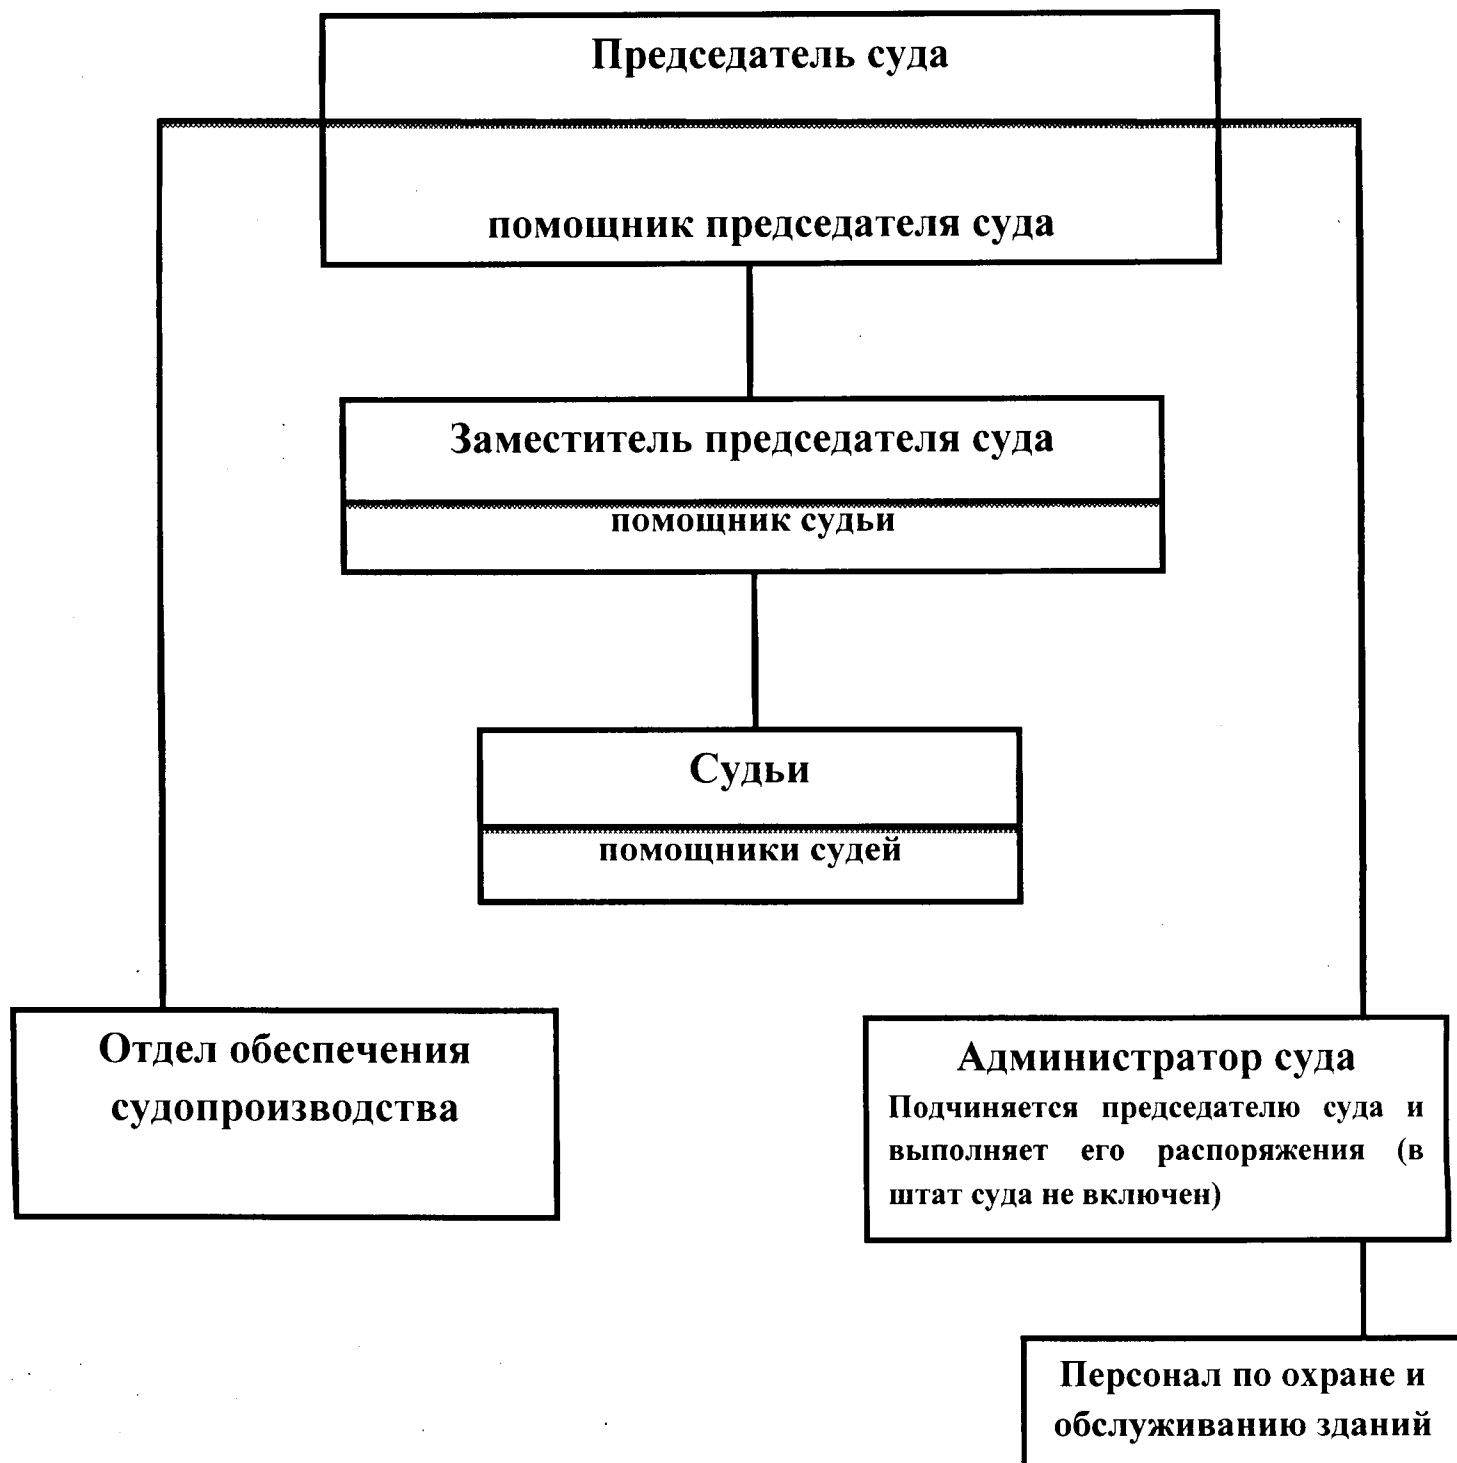 Председатель суда
помощник председателя суда
Заместитель председателя суда
помощник судьи
Судьи
помощники судей
Отдел обеспечения
судопроизводства
Администратор суда
Подчиняется председателю суда и
выполняет его распоряжения (в
штат суда не включен)
Персонал по охране и
обслуживанию зданий